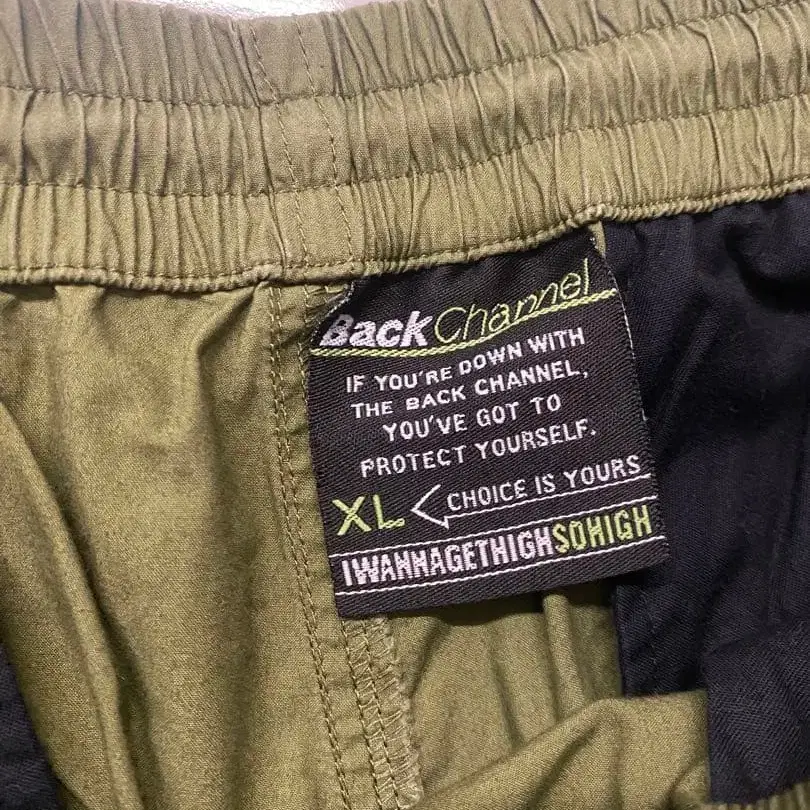 Back Channel
IF YOU'RE DOWN WITH
THE BACK CHANNEL,
YOU'VE GOT TO
PROTECT YOURSELF.
XL CHOICE IS YOURS
IWANNAGETHIGHSOHIGH